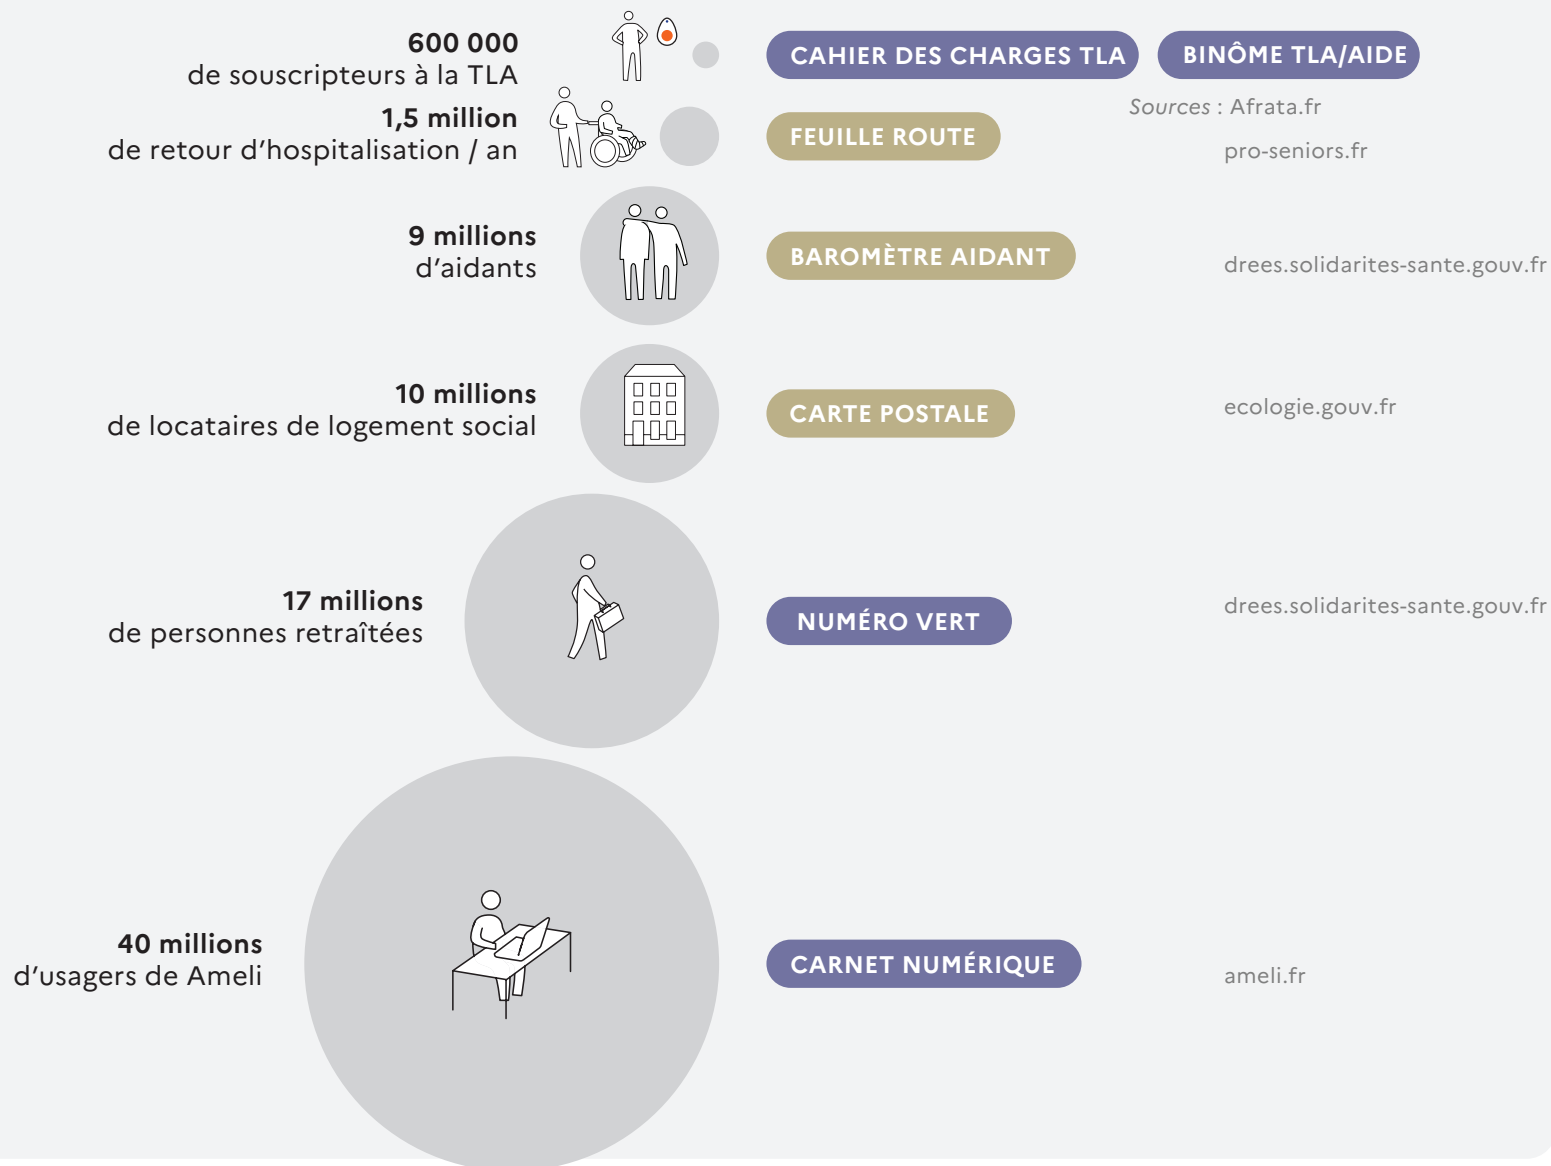 600 000
de souscripteurs à la TLA
CAHIER DES CHARGES TLA
BINÔME TLA/AIDE
Sources : Afrata.fr
1,5 million
de retour d'hospitalisation / an
FEUILLE ROUTE
pro-seniors.fr
9 millions
d'aidants
BAROMÈTRE AIDANT
drees.solidarites-sante.gouv.fr
10 millions
de locataires de logement social
CARTE POSTALE
ecologie.gouv.fr
17 millions
de personnes retraîtées
NUMÉRO VERT
drees.solidarites-sante.gouv.fr
40 millions
d'usagers de Ameli
CARNET NUMÉRIQUE
ameli.fr